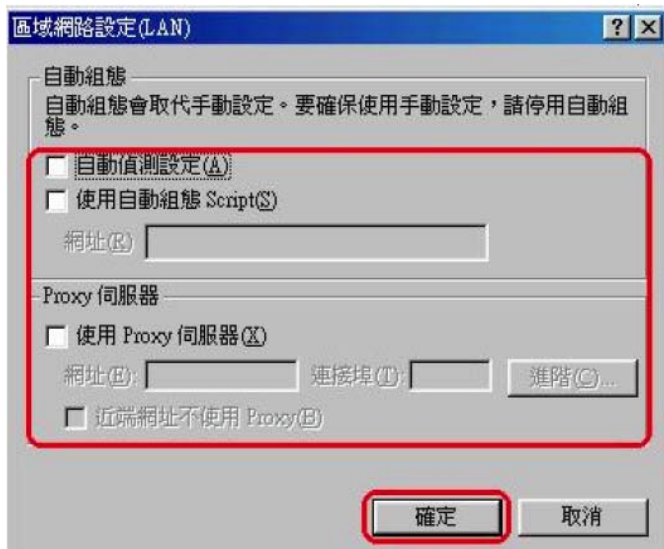 區域網路設定(LAN)
自動組態
自動組態會取代手動設定。要確保使用手動設定，請停用自動組
態。
自動偵測設定(A)
使用自動組態 Script(S)
網址(R)
Proxy 伺服器
使用 Proxy 伺服器(X)
網址(E): 連接埠(T): 進階(C)...
近端網址不使用 Proxy(B)
確定 取消